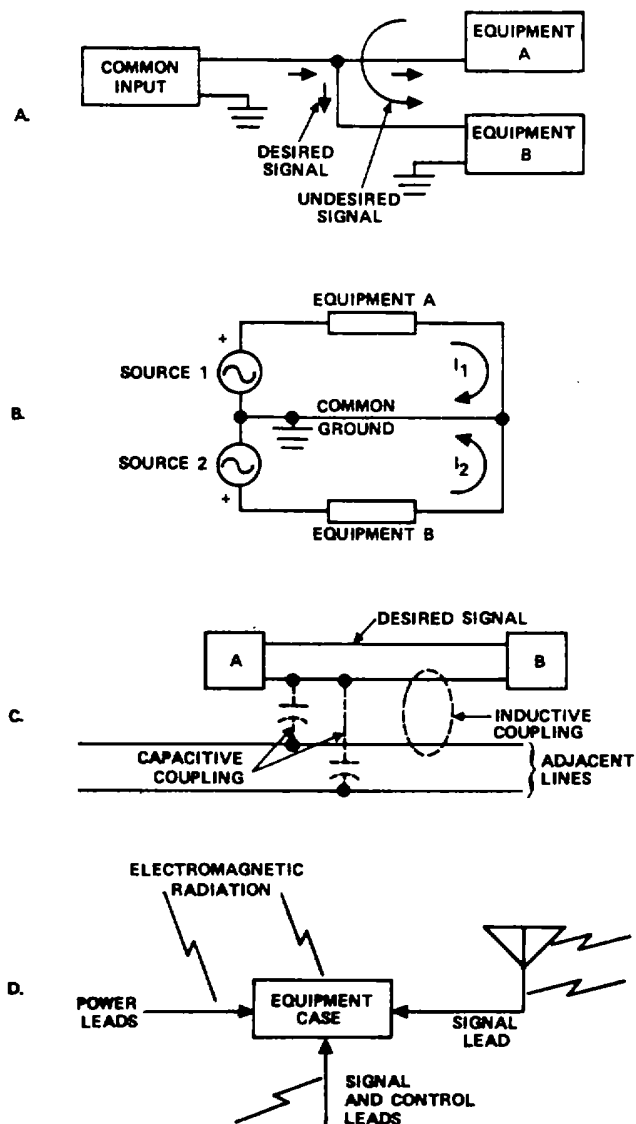 A.
COMMON
INPUT
EQUIPMENT
A
EQUIPMENT
B
DESIRED
SIGNAL
UNDESIRED
SIGNAL
B.
EQUIPMENT A
+
SOURCE 1
I1
COMMON
GROUND
SOURCE 2
I2
+
EQUIPMENT B
C.
DESIRED SIGNAL
A
B
INDUCTIVE
COUPLING
CAPACITIVE
COUPLING
ADJACENT
LINES
D.
ELECTROMAGNETIC
RADIATION
POWER
LEADS
EQUIPMENT
CASE
SIGNAL
LEAD
SIGNAL
AND CONTROL
LEADS